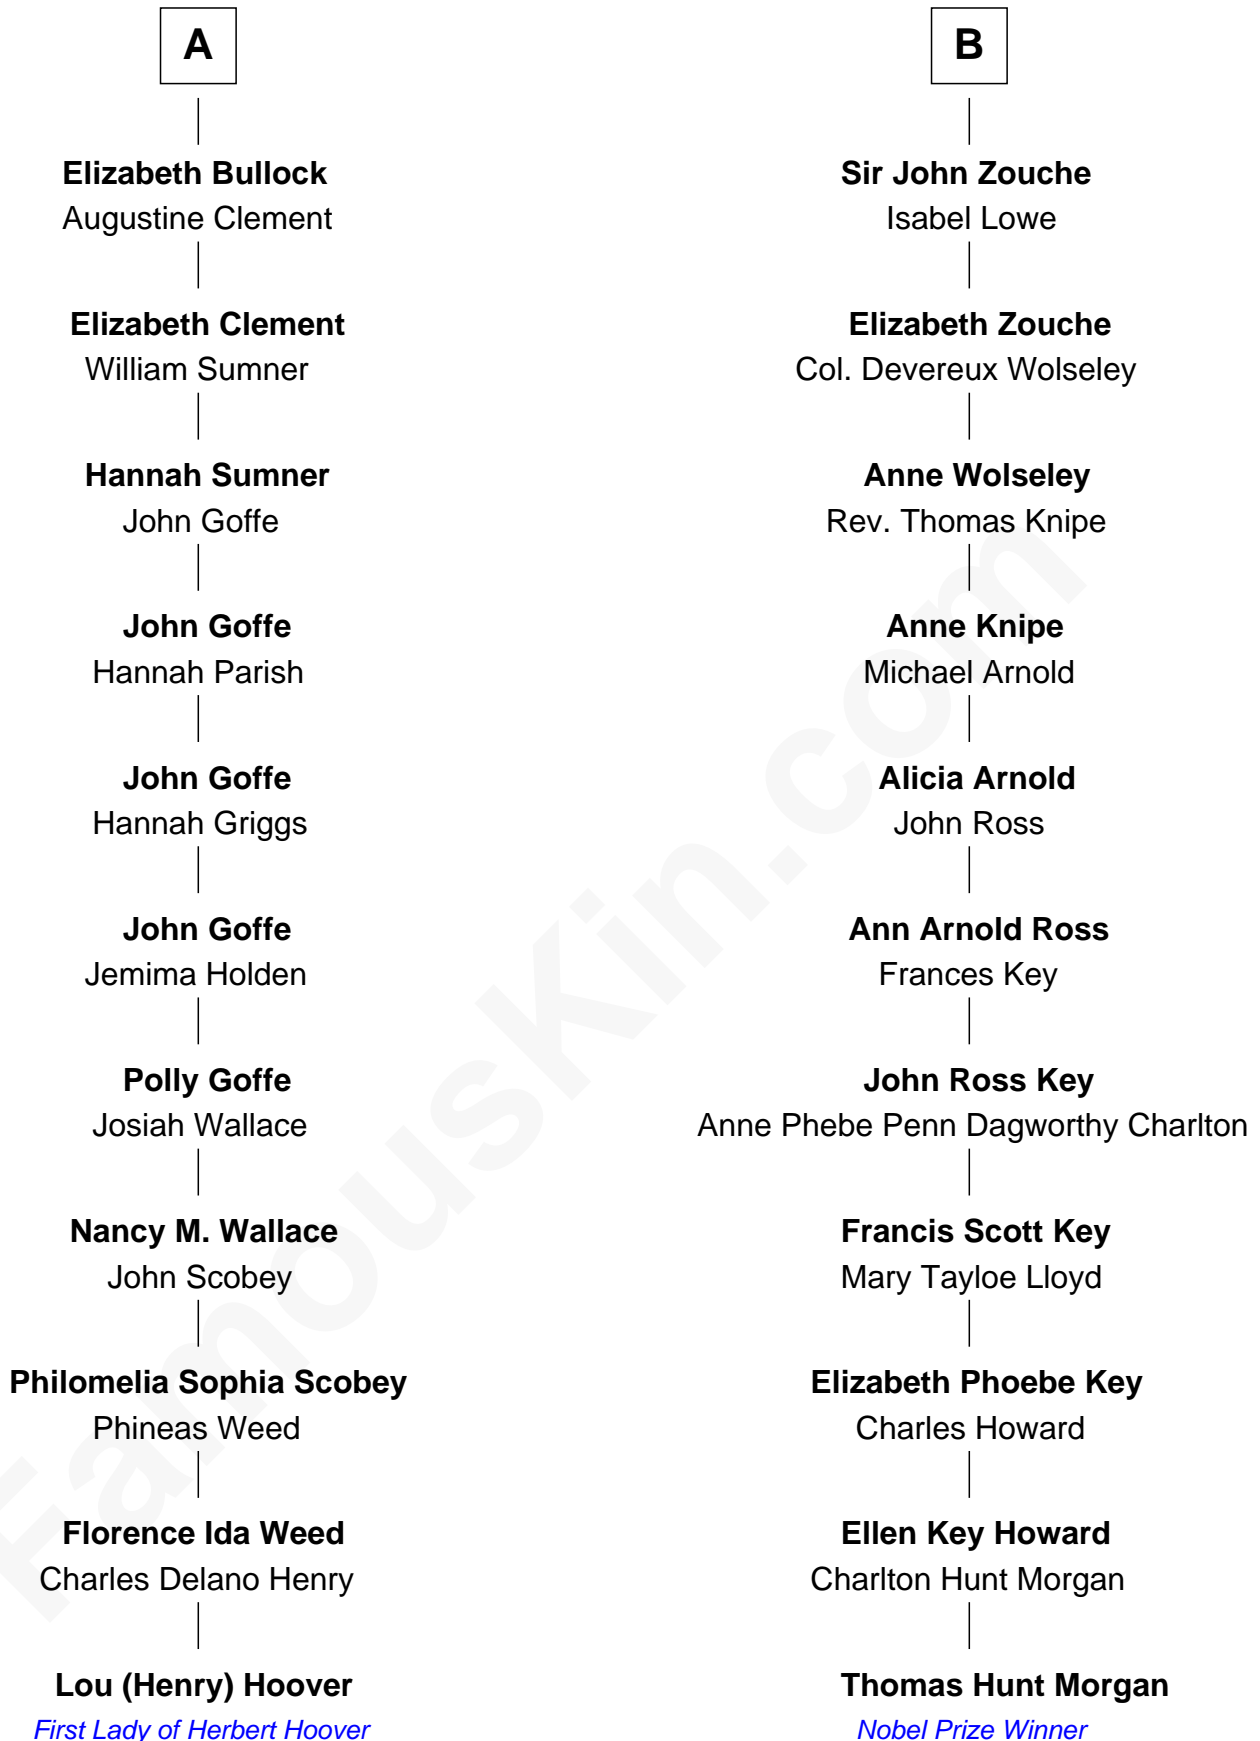 A
Elizabeth Bullock
Augustine Clement
Elizabeth Clement
William Sumner
Hannah Sumner
John Goffe
John Goffe
Hannah Parish
John Goffe
Hannah Griggs
John Goffe
Jemima Holden
Polly Goffe
Josiah Wallace
Nancy M. Wallace
John Scobey
Philomelia Sophia Scobey
Phineas Weed
Florence Ida Weed
Charles Delano Henry
Lou (Henry) Hoover
First Lady of Herbert Hoover
B
Sir John Zouche
Isabel Lowe
Elizabeth Zouche
Col. Devereux Wolseley
Anne Wolseley
Rev. Thomas Knipe
Anne Knipe
Michael Arnold
Alicia Arnold
John Ross
Ann Arnold Ross
Frances Key
John Ross Key
Anne Phebe Penn Dagworthy Charlton
Francis Scott Key
Mary Tayloe Lloyd
Elizabeth Phoebe Key
Charles Howard
Ellen Key Howard
Charlton Hunt Morgan
Thomas Hunt Morgan
Nobel Prize Winner
FamousKin.com